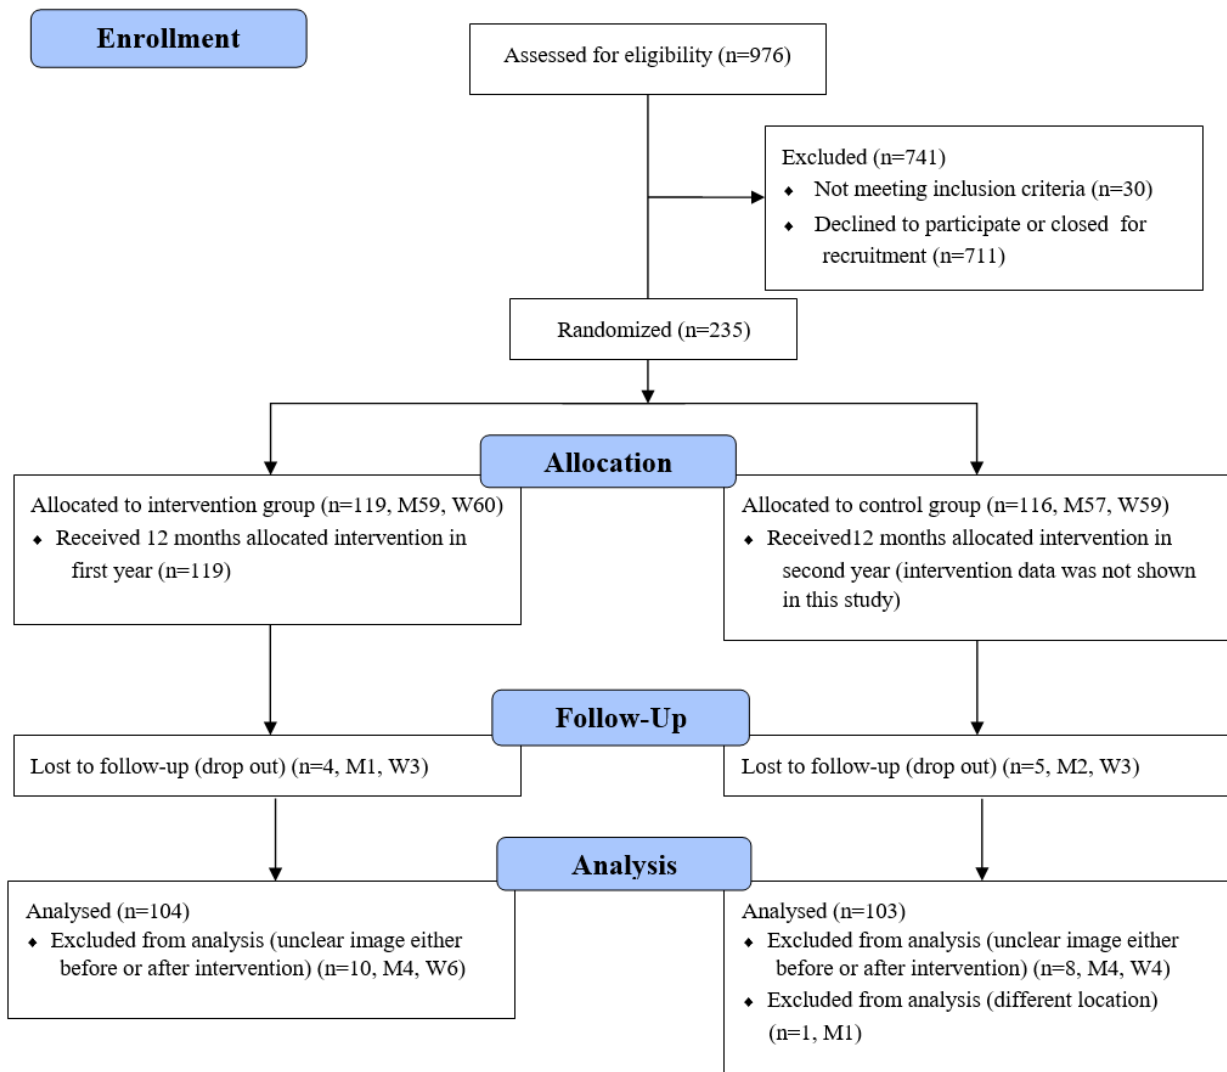 Enrollment
Assessed for eligibility (n=976)
Excluded (n=741)
⬥ Not meeting inclusion criteria (n=30)
⬥ Declined to participate or closed for
recruitment (n=711)
Randomized (n=235)
Allocation
Allocated to intervention group (n=119, M59, W60)
⬥ Received 12 months allocated intervention in
first year (n=119)
Allocated to control group (n=116, M57, W59)
⬥ Received12 months allocated intervention in
second year (intervention data was not shown
in this study)
Follow-Up
Lost to follow-up (drop out) (n=4, M1, W3)
Lost to follow-up (drop out) (n=5, M2, W3)
Analysis
Analysed (n=104)
⬥ Excluded from analysis (unclear image either
before or after intervention) (n=10, M4, W6)
Analysed (n=103)
⬥ Excluded from analysis (unclear image either
before or after intervention) (n=8, M4, W4)
⬥ Excluded from analysis (different location)
(n=1, M1)